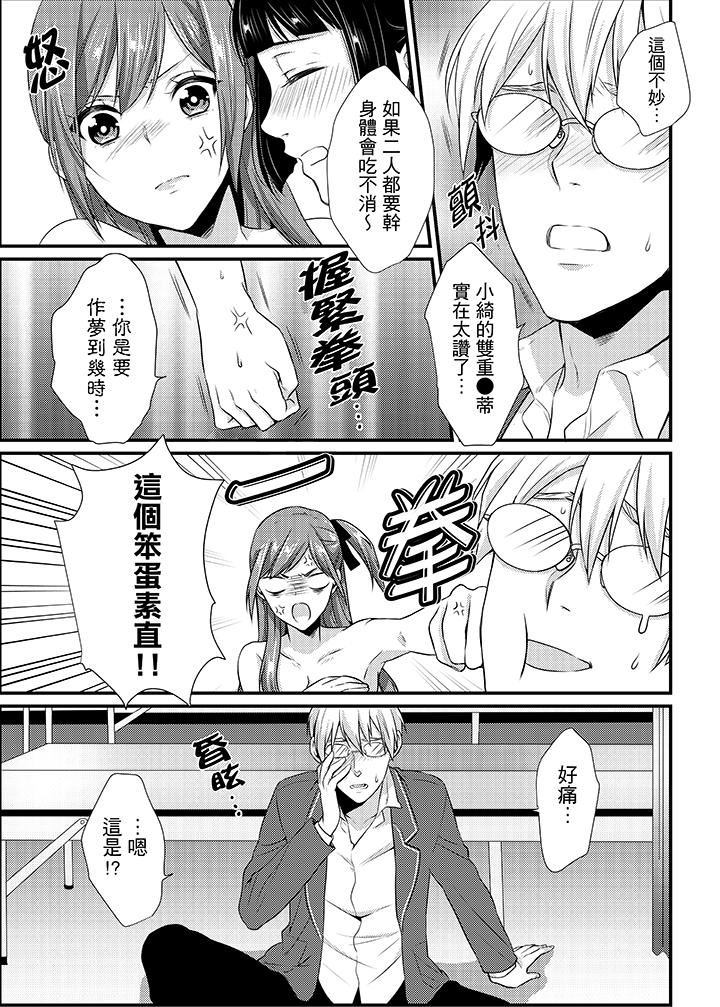 這個不妙…
顫抖
小綺的雙重●蒂
實在太讚了…
如果二人都要幹
身體會吃不消～
怒
握緊拳頭…
…你是要
作夢到幾時…
一拳
這個笨蛋素直!!
好痛…
昏眩…
…嗯
這是!?